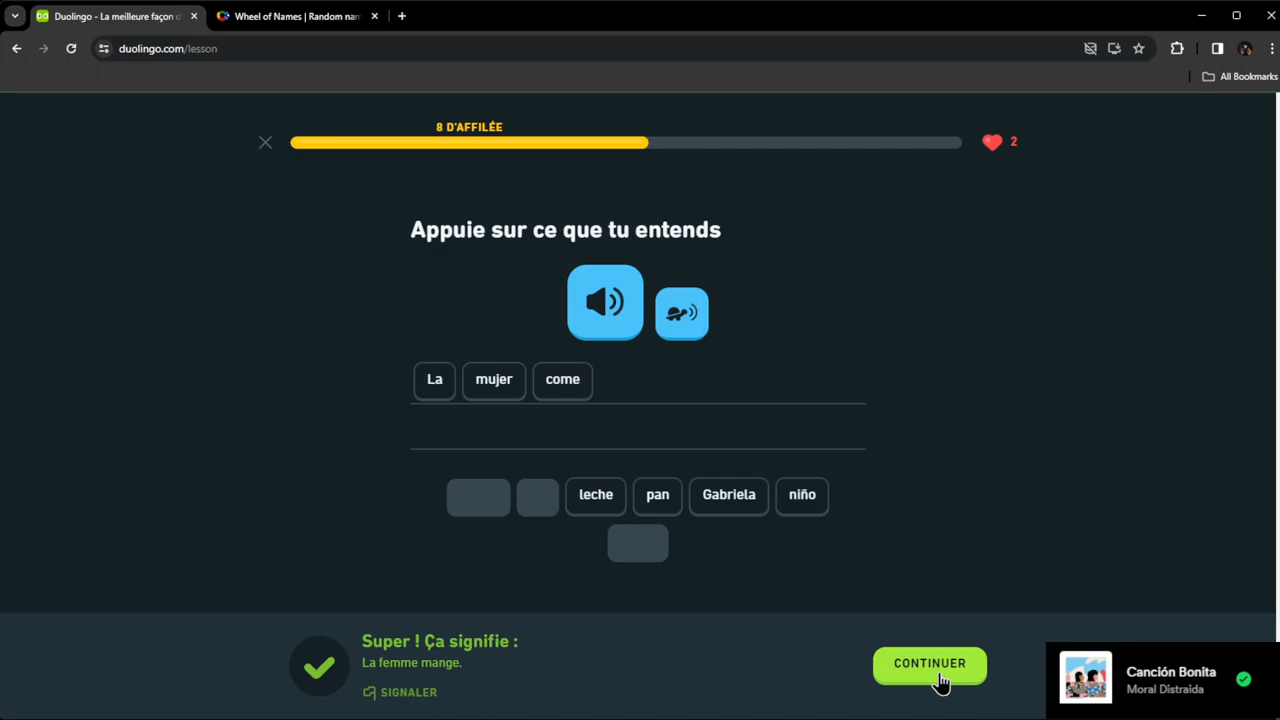 Duolingo - La meilleure façon d
Wheel of Names | Random nam
duolingo.com/lesson
All Bookmarks
8 D'AFFILÉE
2
Appuie sur ce que tu entends
La mujer come
leche pan Gabriela niño
Super ! Ça signifie :
La femme mange.
SIGNALER
CONTINUER
Canción Bonita
Moral Distraida